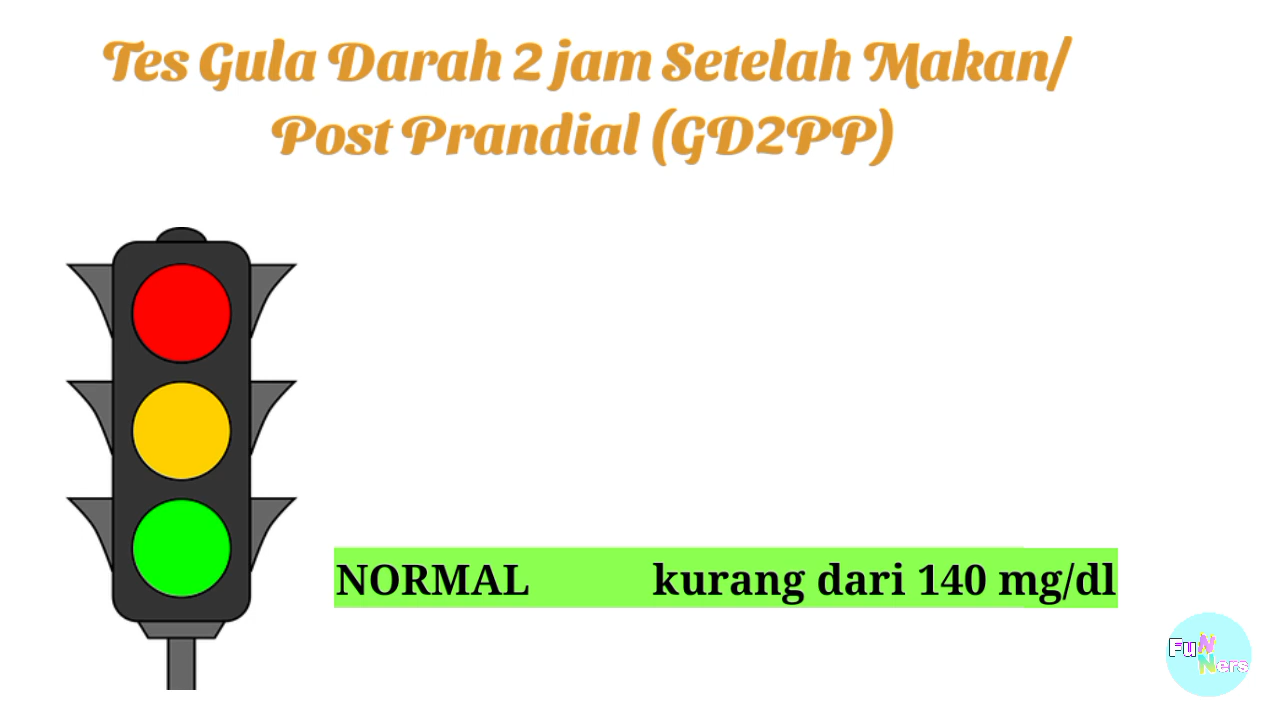 Tes Gula Darah 2 jam Setelah Makan/
Post Prandial (GD2PP)
NORMAL kurang dari 140 mg/dl
FuN
Ners